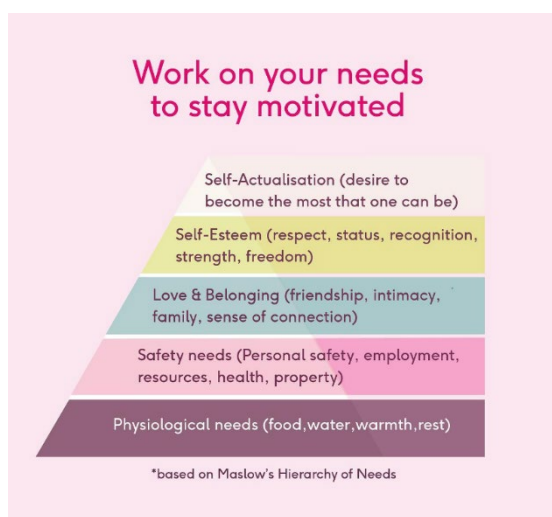 Work on your needs
to stay motivated
Self-Actualisation (desire to
become the most that one can be)
Self-Esteem (respect, status, recognition,
strength, freedom)
Love & Belonging (friendship, intimacy,
family, sense of connection)
Safety needs (Personal safety, employment,
resources, health, property)
Physiological needs (food,water,warmth,rest)
*based on Maslow's Hierarchy of Needs